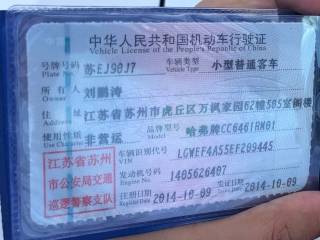 中华人民共和国机动车行驶证
Vehicle License of the People's Republic of China
号牌号码 苏EJ90J7 车辆类型 小型普通客车
Plate No. Vehicle Type
所有人 刘鹏涛
Owner
住址 江苏省苏州市虎丘区万枫家园62幢505室阁楼
Address
使用性质 非营运 品牌型号 哈弗牌CC6461RM01
Use Character Model
江苏省苏州 车辆识别代号 LGWEF4A55EF209445
VIN
市公安局交通 发动机号码 1405626407
Engine No.
巡逻警察支队 注册日期 2014-10-09 发证日期 2014-10-09
Register Date Issue Date